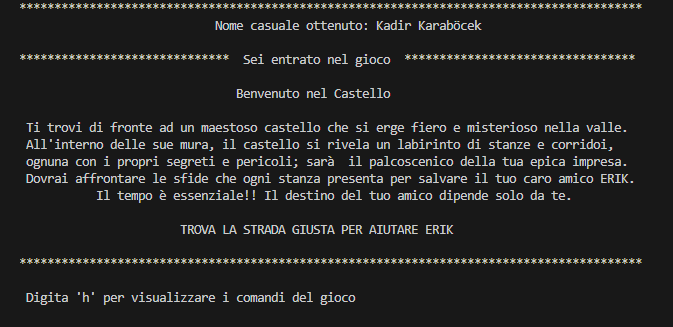 *****************************************************************************************
Nome casuale ottenuto: Kadir Karaböcek
****************************** Sei entrato nel gioco *********************************
Benvenuto nel Castello
Ti trovi di fronte ad un maestoso castello che si erge fiero e misterioso nella valle.
All'interno delle sue mura, il castello si rivela un labirinto di stanze e corridoi,
ognuna con i propri segreti e pericoli; sarà  il palcoscenico della tua epica impresa.
Dovrai affrontare le sfide che ogni stanza presenta per salvare il tuo caro amico ERIK.
Il tempo è essenziale!! Il destino del tuo amico dipende solo da te.
TROVA LA STRADA GIUSTA PER AIUTARE ERIK
*****************************************************************************************
Digita 'h' per visualizzare i comandi del gioco